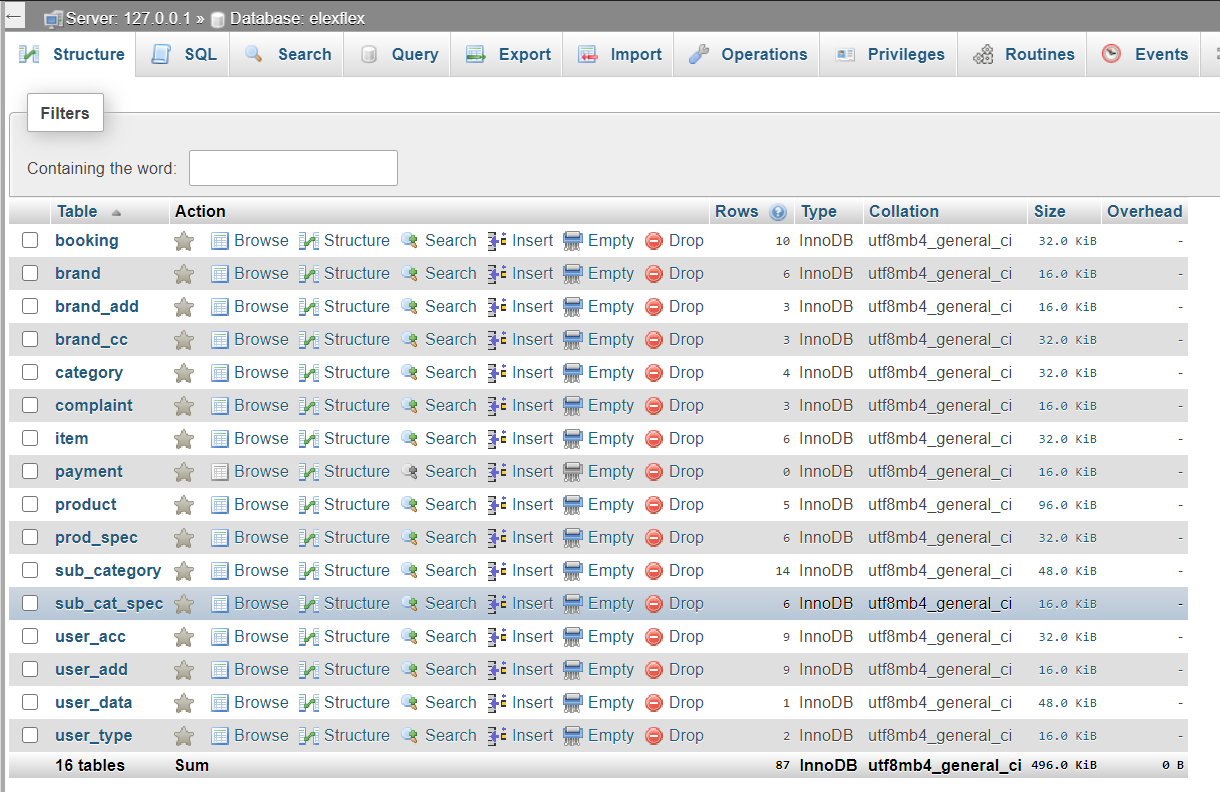 ← Server: 127.0.0.1 » Database: elexflex
Structure SQL Search Query Export Import Operations Privileges Routines Events
Filters
Containing the word:
Table Action Rows Type Collation Size Overhead
booking Browse Structure Search Insert Empty Drop 10 InnoDB utf8mb4_general_ci 32.0 KiB -
brand Browse Structure Search Insert Empty Drop 6 InnoDB utf8mb4_general_ci 16.0 KiB -
brand_add Browse Structure Search Insert Empty Drop 3 InnoDB utf8mb4_general_ci 16.0 KiB -
brand_cc Browse Structure Search Insert Empty Drop 3 InnoDB utf8mb4_general_ci 32.0 KiB -
category Browse Structure Search Insert Empty Drop 4 InnoDB utf8mb4_general_ci 32.0 KiB -
complaint Browse Structure Search Insert Empty Drop 3 InnoDB utf8mb4_general_ci 16.0 KiB -
item Browse Structure Search Insert Empty Drop 6 InnoDB utf8mb4_general_ci 32.0 KiB -
payment Browse Structure Search Insert Empty Drop 0 InnoDB utf8mb4_general_ci 16.0 KiB -
product Browse Structure Search Insert Empty Drop 5 InnoDB utf8mb4_general_ci 96.0 KiB -
prod_spec Browse Structure Search Insert Empty Drop 6 InnoDB utf8mb4_general_ci 32.0 KiB -
sub_category Browse Structure Search Insert Empty Drop 14 InnoDB utf8mb4_general_ci 48.0 KiB -
sub_cat_spec Browse Structure Search Insert Empty Drop 6 InnoDB utf8mb4_general_ci 16.0 KiB -
user_acc Browse Structure Search Insert Empty Drop 9 InnoDB utf8mb4_general_ci 32.0 KiB -
user_add Browse Structure Search Insert Empty Drop 9 InnoDB utf8mb4_general_ci 16.0 KiB -
user_data Browse Structure Search Insert Empty Drop 1 InnoDB utf8mb4_general_ci 48.0 KiB -
user_type Browse Structure Search Insert Empty Drop 2 InnoDB utf8mb4_general_ci 16.0 KiB -
16 tables Sum 87 InnoDB utf8mb4_general_ci 496.0 KiB 0 B